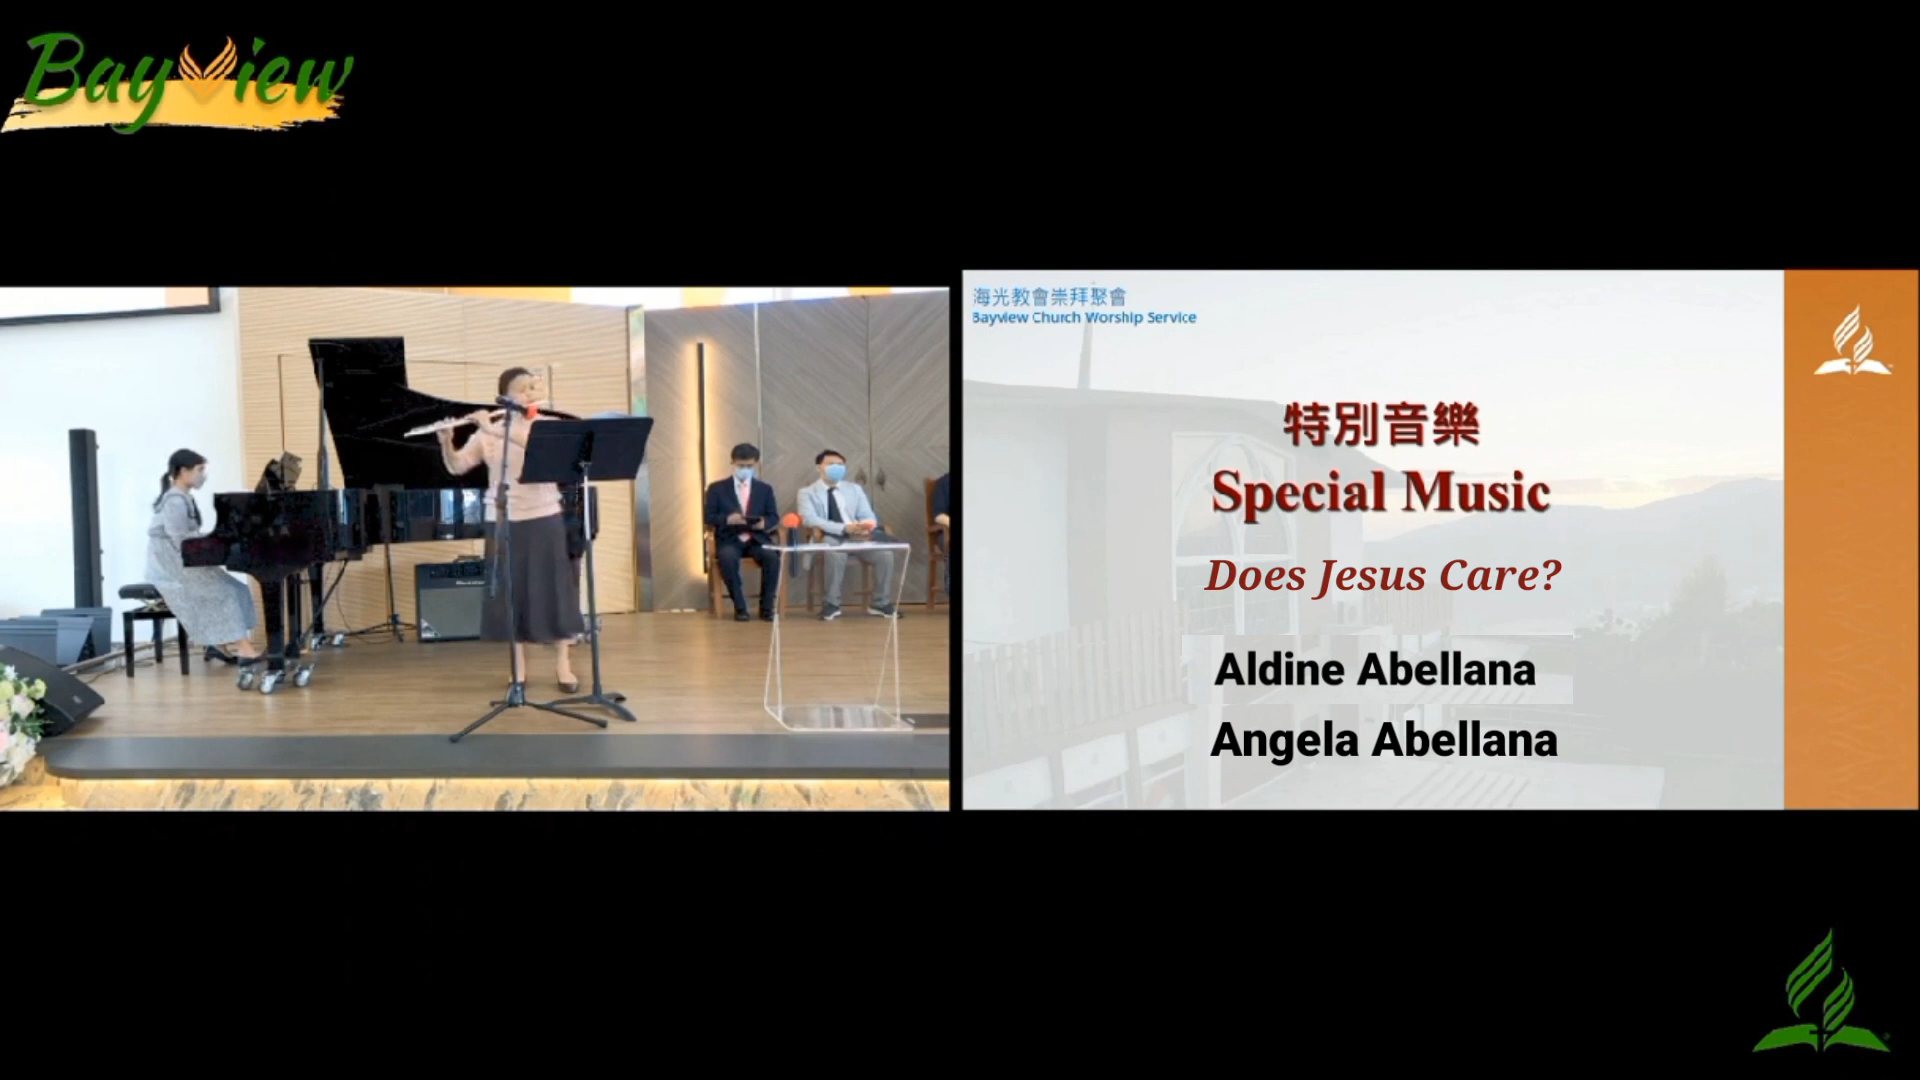 Bayview
海光教會崇拜聚會
Bayview Church Worship Service
特別音樂
Special Music
Does Jesus Care?
Aldine Abellana
Angela Abellana